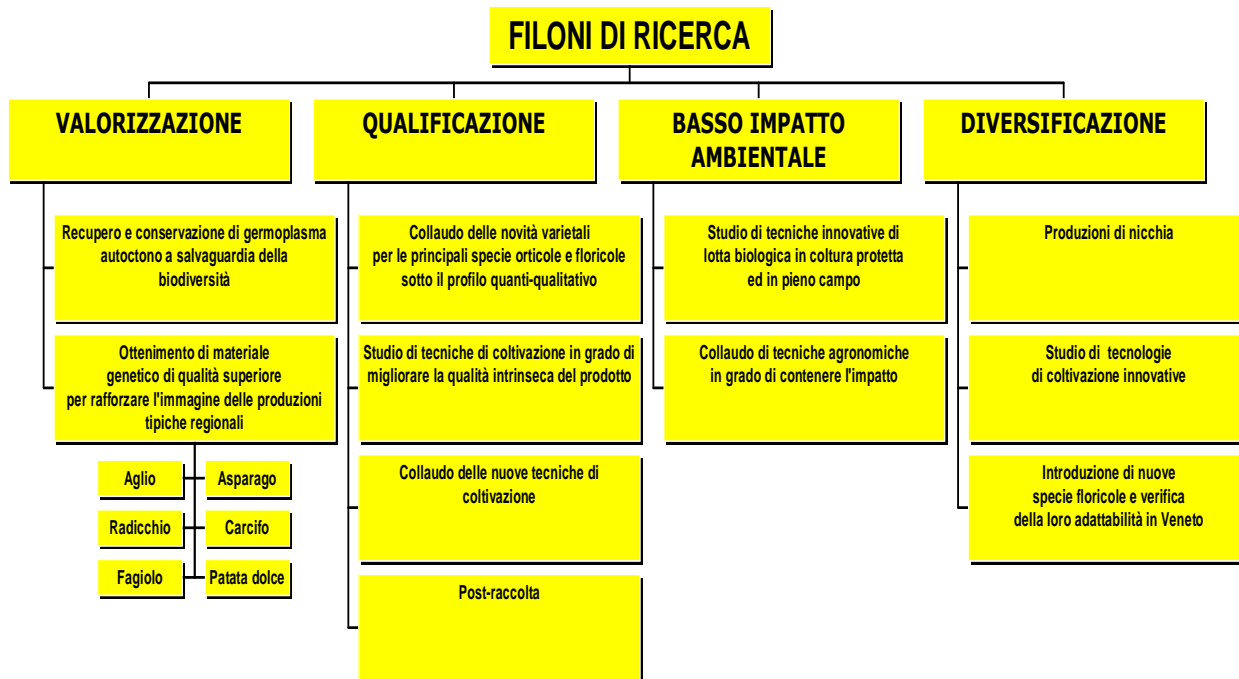 FILONI DI RICERCA
VALORIZZAZIONE
Recupero e conservazione di germoplasma
autoctono a salvaguardia della
biodiversità
Ottenimento di materiale
genetico di qualità superiore
per rafforzare l'immagine delle produzioni
tipiche regionali
Aglio
Asparago
Radicchio
Carcifo
Fagiolo
Patata dolce
QUALIFICAZIONE
Collaudo delle novità varietali
per le principali specie orticole e floricole
sotto il profilo quanti-qualitativo
Studio di tecniche di coltivazione in grado di
migliorare la qualità intrinseca del prodotto
Collaudo delle nuove tecniche di
coltivazione
Post-raccolta
BASSO IMPATTO
AMBIENTALE
Studio di tecniche innovative di
lotta biologica in coltura protetta
ed in pieno campo
Collaudo di tecniche agronomiche
in grado di contenere l'impatto
DIVERSIFICAZIONE
Produzioni di nicchia
Studio di tecnologie
di coltivazione innovative
Introduzione di nuove
specie floricole e verifica
della loro adattabilità in Veneto